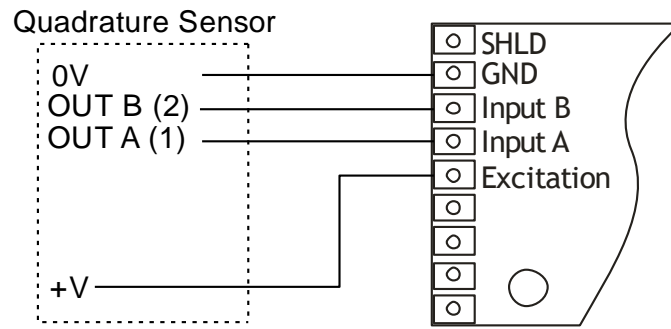 Quadrature Sensor
0V
OUT B (2)
OUT A (1)
+V
SHLD
GND
Input B
Input A
Excitation